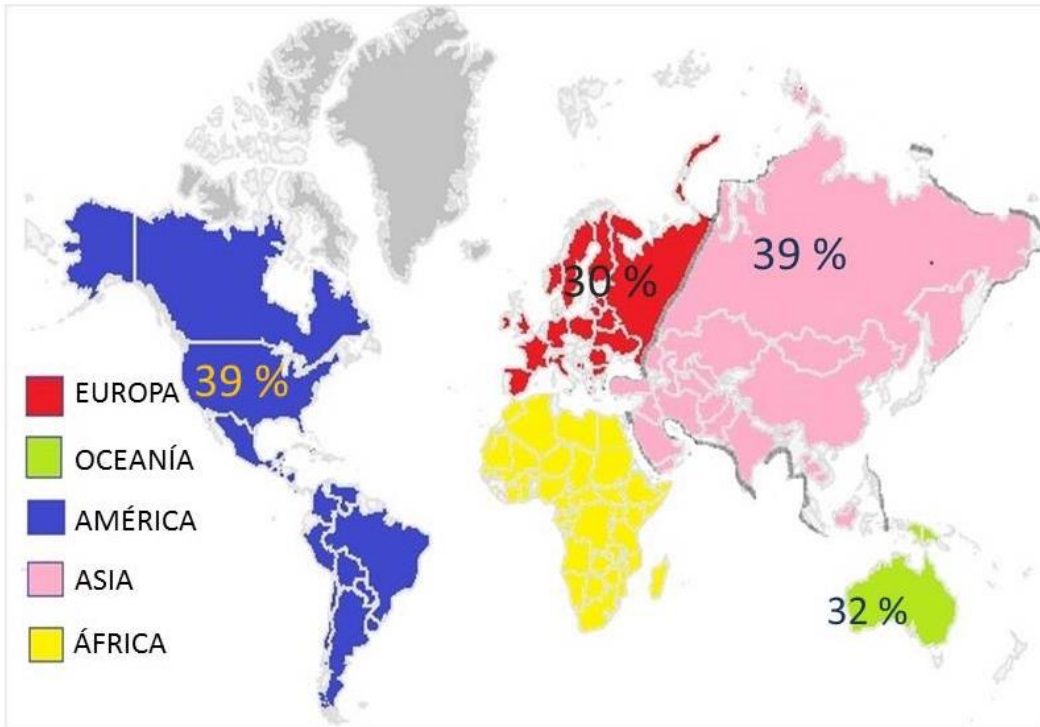 30 %
39 %
39 %
EUROPA
OCEANÍA
AMÉRICA
ASIA
32 %
ÁFRICA